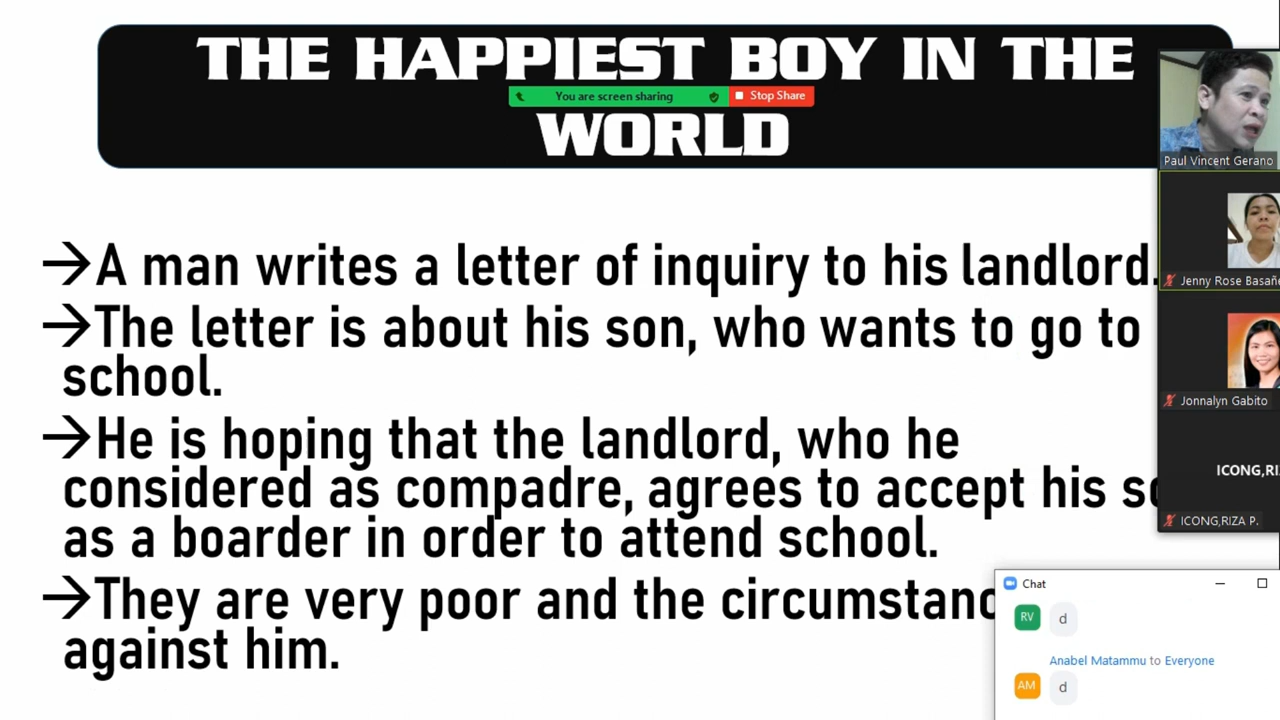 THE HAPPIEST BOY IN THE
You are screen sharing
Stop Share
WORLD
→A man writes a letter of inquiry to his landlord.
→The letter is about his son, who wants to go to
school.
→He is hoping that the landlord, who he
considered as compadre, agrees to accept his
as a boarder in order to attend school.
→They are very poor and the
against him.
Paul Vincent Gerano
Jenny Rose
Jonnalyn Gabito
ICONG,RI
ICONG,RIZA P.
Chat
RV
d
Anabel Matammu to Everyone
AM
d